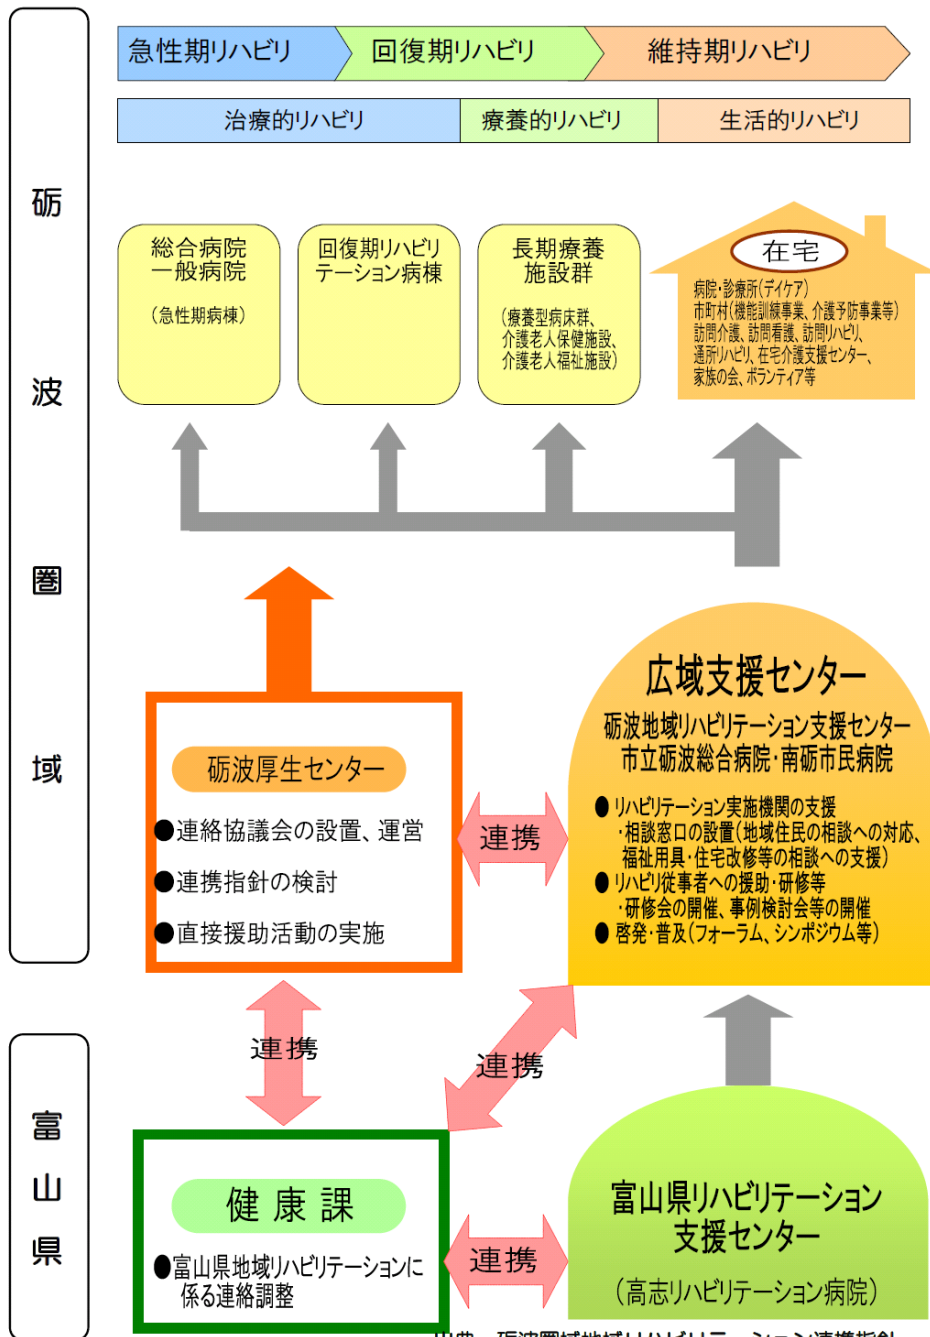 急性期リハビリ
回復期リハビリ
維持期リハビリ
治療的リハビリ
療養的リハビリ
生活的リハビリ
砺波圏域
総合病院
一般病院
(急性期病棟)
回復期リハビリ
テーション病棟
長期療養
施設群
(療養型病床群、
介護老人保健施設、
介護老人福祉施設)
在宅
病院・診療所(デイケア)
市町村(機能訓練事業、介護予防事業等)
訪問介護、訪問看護、訪問リハビリ、
通所リハビリ、在宅介護支援センター、
家族の会、ボランティア等
砺波厚生センター
●連絡協議会の設置、運営
●連携指針の検討
●直接援助活動の実施
連携
広域支援センター
砺波地域リハビリテーション支援センター
市立砺波総合病院・南砺市民病院
● リハビリテーション実施機関の支援
・相談窓口の設置(地域住民の相談への対応、
福祉用具・住宅改修等の相談への支援)
● リハビリ従事者への援助・研修等
・研修会の開催、事例検討会等の開催
● 啓発・普及(フォーラム、シンポジウム等)
連携
連携
富山県
健康課
●富山県地域リハビリテーションに
係る連絡調整
連携
富山県リハビリテーション
支援センター
(高志リハビリテーション病院)
出典 砺波圏域地域リハビリテーション連携指針